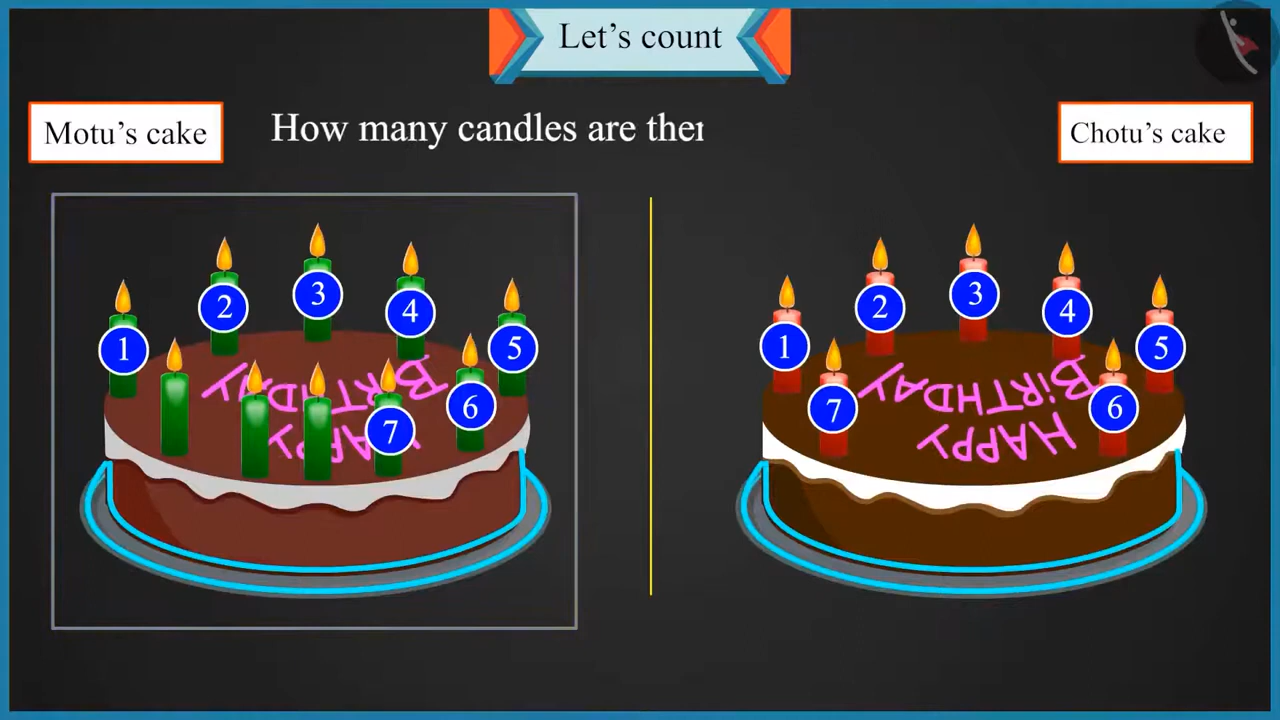 Let's count
Motu's cake
How many candles are ther
Chotu's cake
1
2
3
4
5
6
7
BiRTHDAY
HAPPY
1
2
3
4
5
6
7
BiRTHDAY
HAPPY